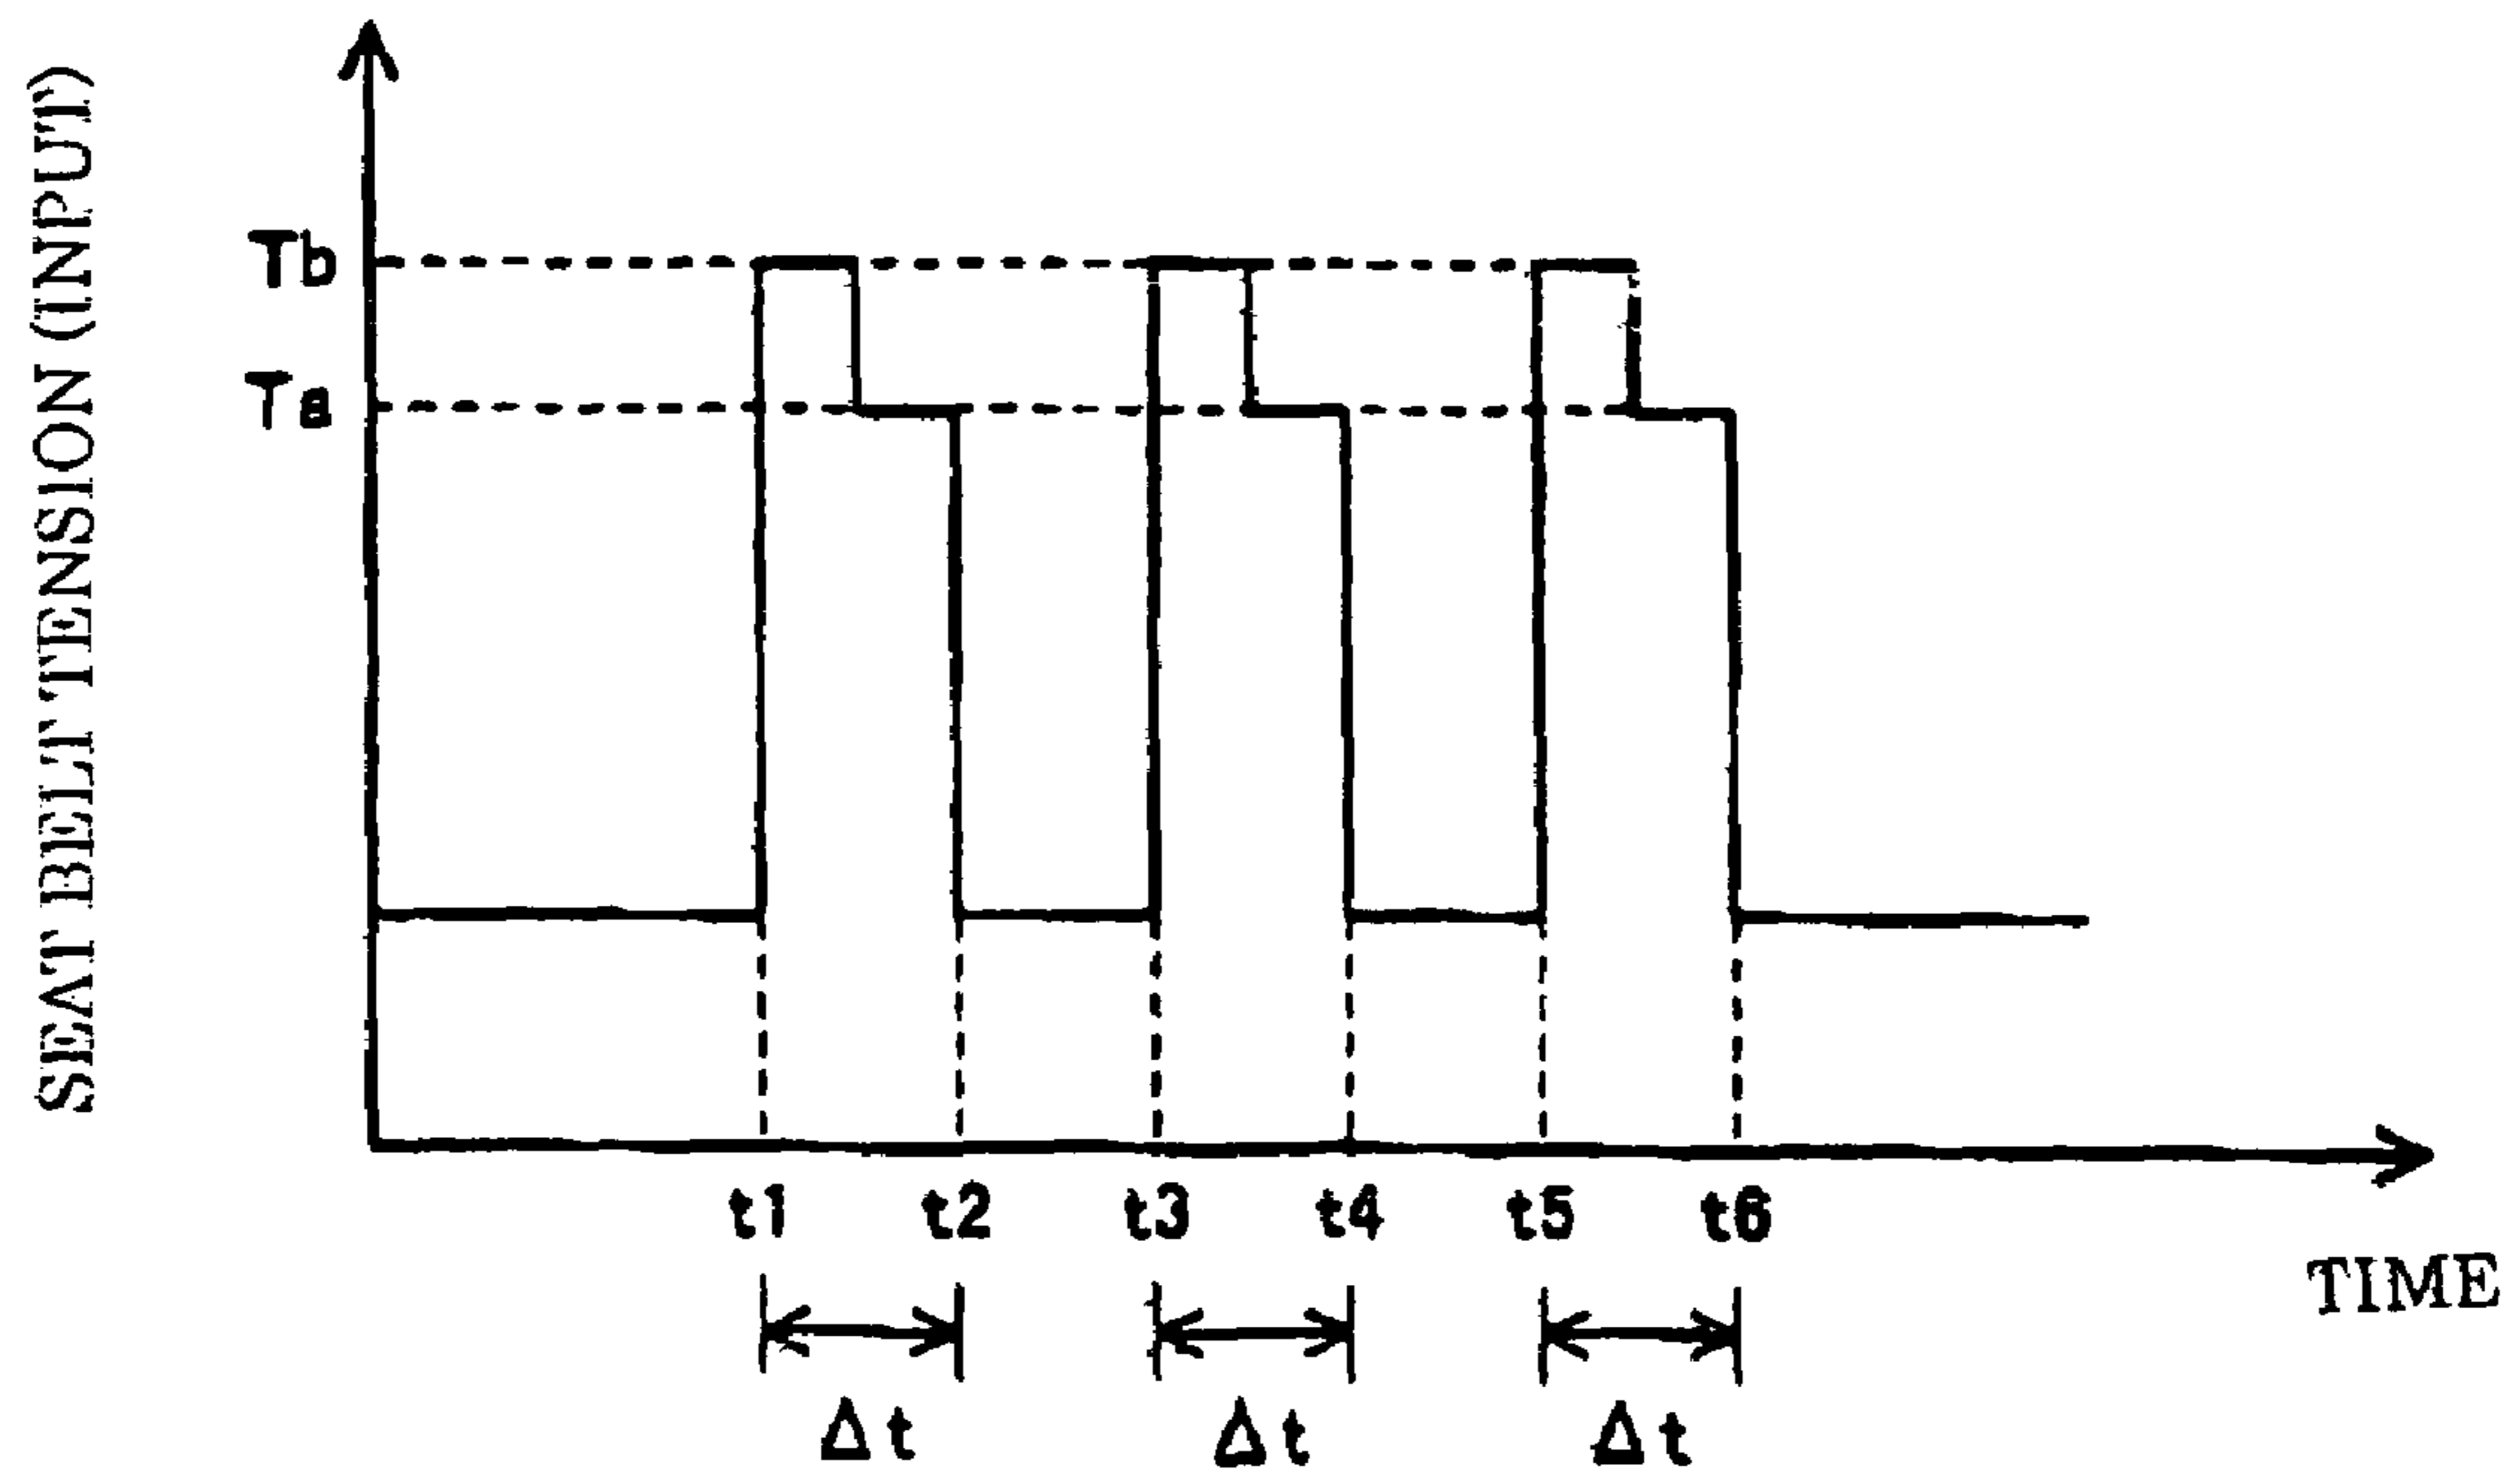 SEAT BELT TENSION (INPUT)
Tb
Ta
t1 t2 t3 t4 t5 t6
TIME
Δt Δt Δt